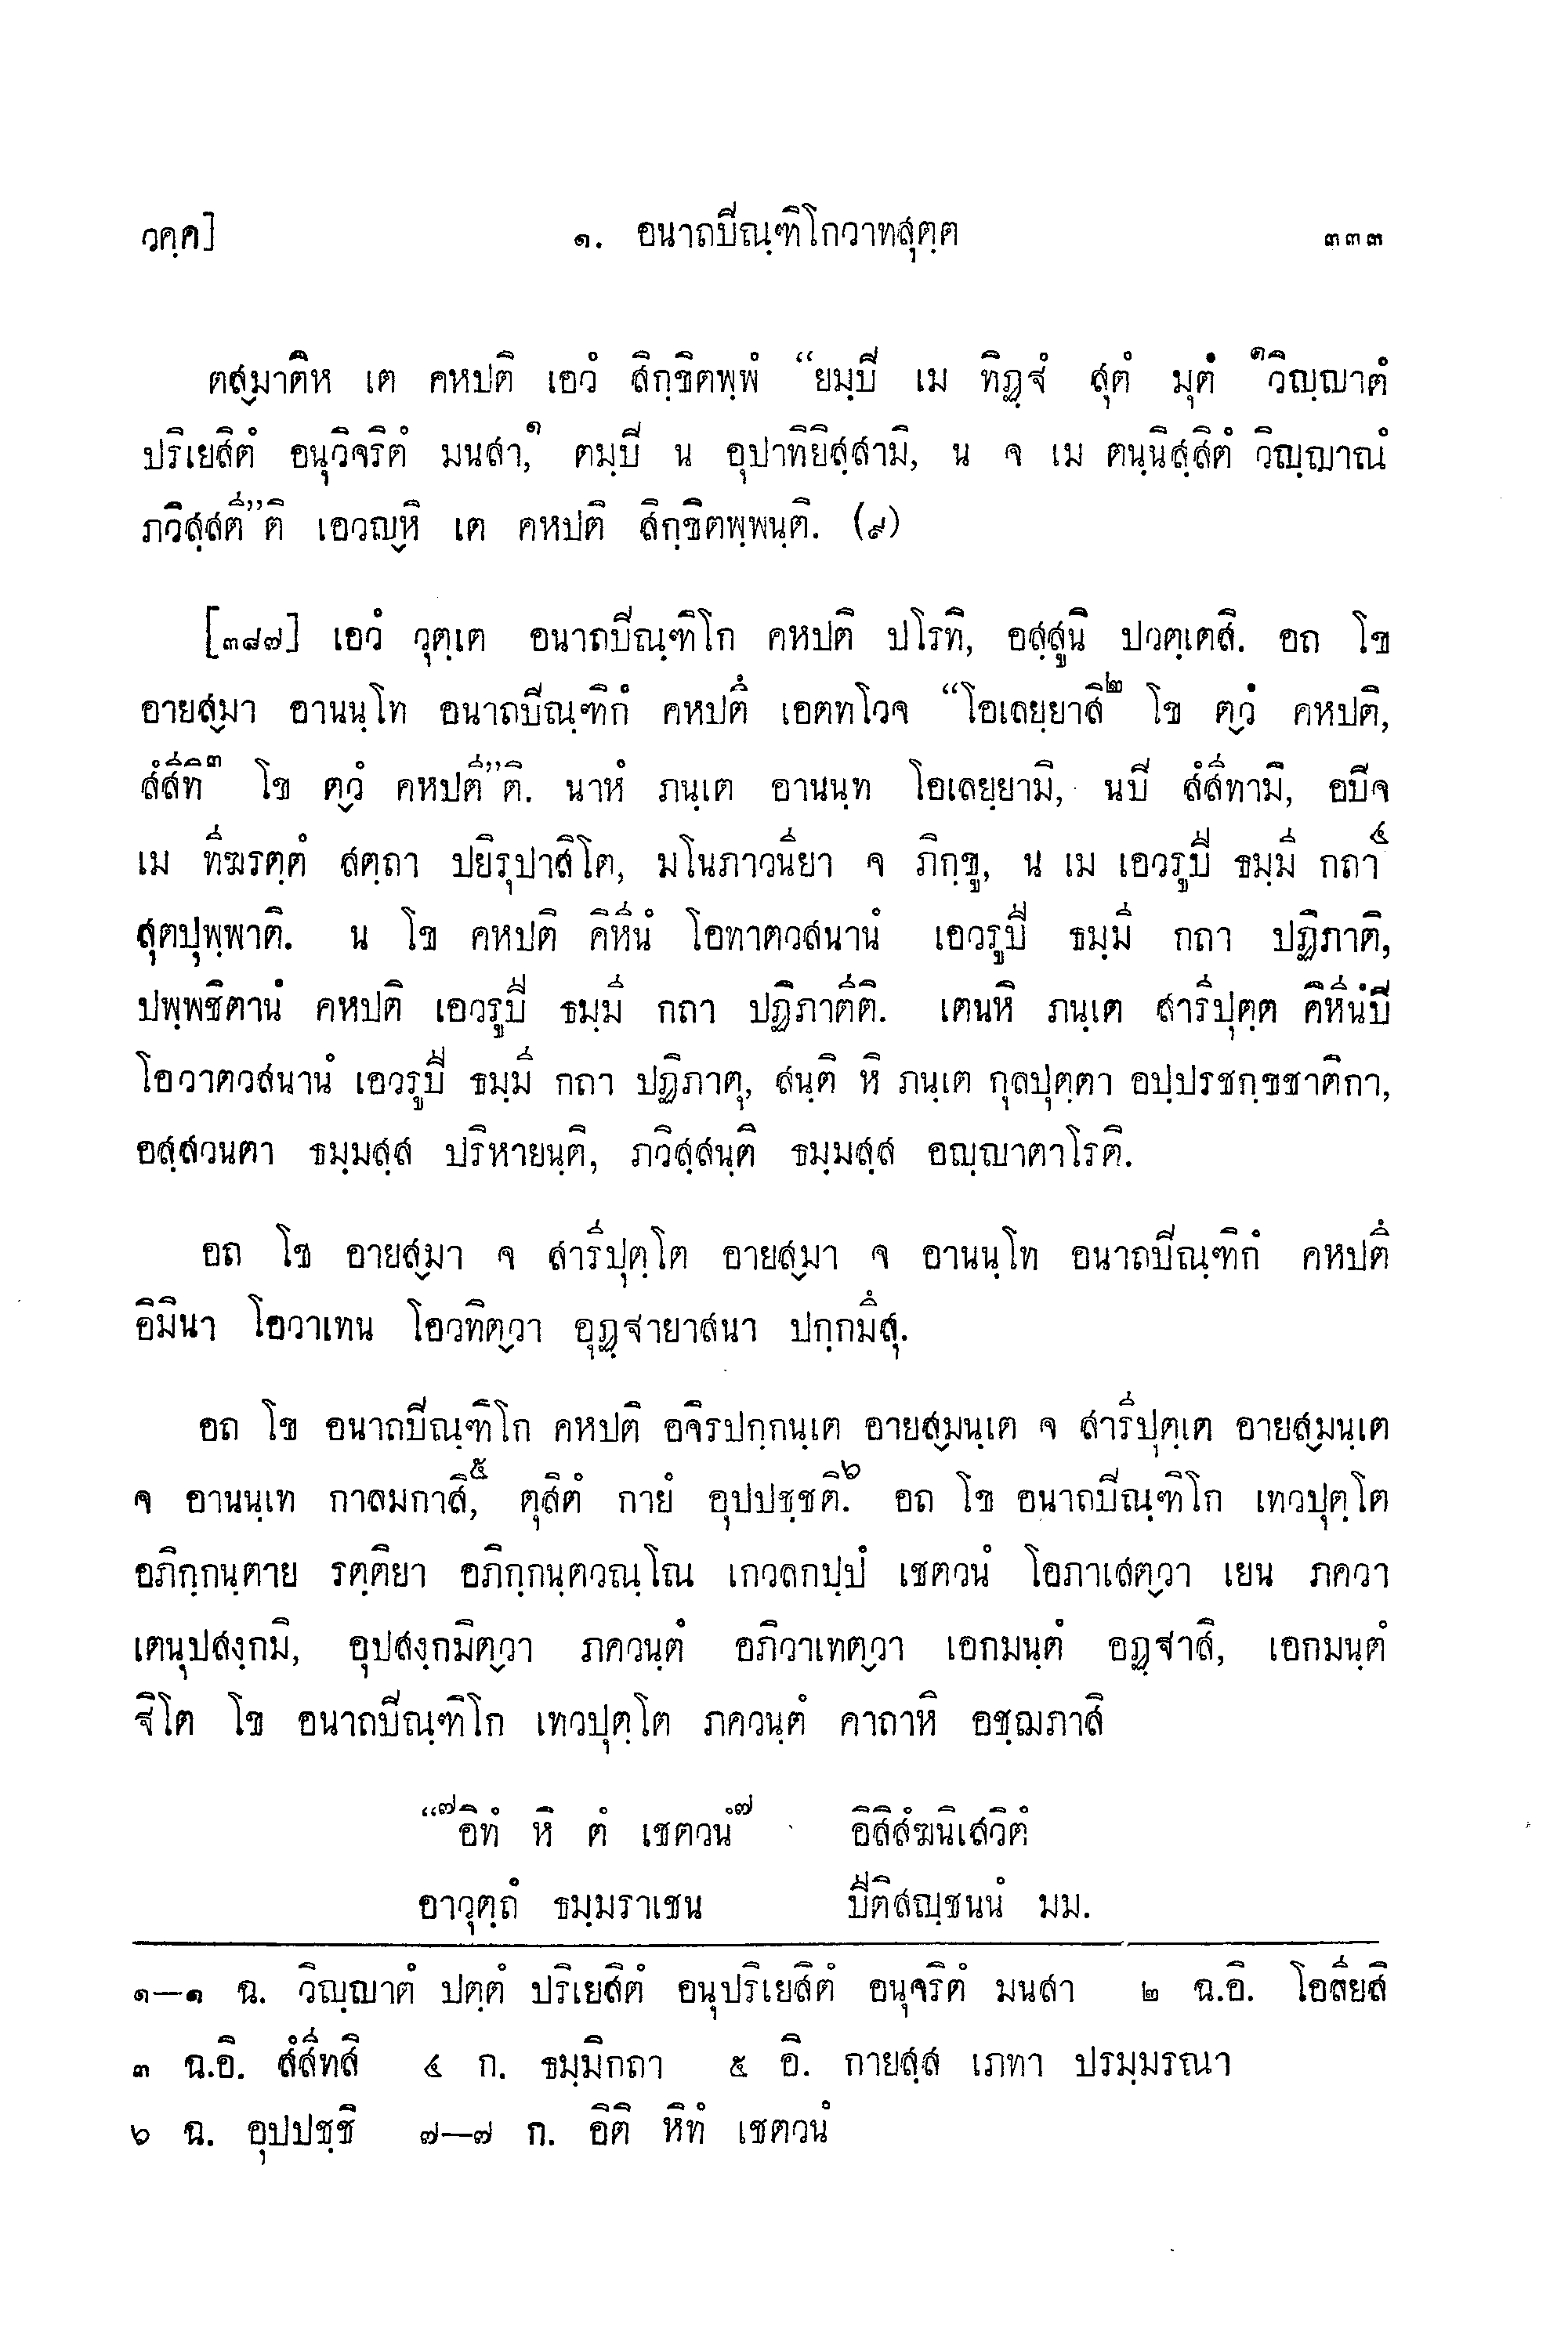 วคฺค] ๑. อนาถปีณฺฑิโกวาทสุตฺต ๓๓๓
ตสฺมาติห เต คหปติ เอวํ สิกฺขิตพฺพํ “ยมฺปี เม ทิฏฺฐํ สุตํ มุตํ ๑วิญฺญาตํ
ปริเยสิตํ อนุวิจริตํ มนสา,๑ ตมฺปี น อุปาทิยิสฺสามิ, น จ เม ตนฺนิสฺสิตํ วิญฺญาณํ
ภวิสฺสตี”ติ เอวญฺหิ เต คหปติ สิกฺขิตพฺพนฺติ. (๙)
[๓๘๗] เอวํ วุตฺเต อนาถปีณฺฑิโก คหปติ ปโรทิ, อสฺสูนิ ปวตฺเตสิ. อถ โข
อายสฺมา อานนฺโท อนาถปีณฺฑิกํ คหปตึ เอตทโวจ “โอเลยฺยาสิ๒ โข ตฺวํ คหปติ,
สํสีทิ๓ โข ตฺวํ คหปตี”ติ. นาหํ ภนฺเต อานนฺท โอเลยฺยามิ, นปี สํสีทามิ, อปีจ
เม ทีฆรตฺตํ สตฺถา ปยิรุปาสิโต, มโนภาวนียา จ ภิกฺขู, น เม เอวรูปี ธมฺมี กถา๔
สุตปุพฺพาติ. น โข คหปติ คิหีนํ โอทาตวสนานํ เอวรูปี ธมฺมี กถา ปฏิภาติ,
ปพฺพชิตานํ คหปติ เอวรูปี ธมฺมี กถา ปฏิภาตีติ. เตนหิ ภนฺเต สารีปุตฺต คิหีนํปี
โอวาตวสนานํ เอวรูปี ธมฺมี กถา ปฏิภาตุ, สนฺติ หิ ภนฺเต กุลปุตฺตา อปฺปรชกฺขชาติกา,
อสฺสวนตา ธมฺมสฺส ปริหายนฺติ, ภวิสฺสนฺติ ธมฺมสฺส อญฺญาตาโรติ.
อถ โข อายสฺมา จ สารีปุตฺโต อายสฺมา จ อานนฺโท อนาถปีณฺฑิกํ คหปตึ
อิมินา โอวาเทน โอวทิตฺวา อุฏฺฐายาสนา ปกฺกมึสุ.
อถ โข อนาถปีณฺฑิโก คหปติ อจิรปกฺกนฺเต อายสฺมนฺเต จ สารีปุตฺเต อายสฺมนฺเต
จ อานนฺเท กาลมกาสิ,๕ ตุสิตํ กายํ อุปปชฺชติ.๖ อถ โข อนาถปีณฺฑิโก เทวปุตฺโต
อภิกฺกนฺตาย รตฺติยา อภิกฺกนฺตวณฺโณ เกวลกปฺปํ เชตวนํ โอภาเสตฺวา เยน ภควา
เตนุปสงฺกมิ, อุปสงฺกมิตฺวา ภควนฺตํ อภิวาเทตฺวา เอกมนฺตํ อฏฺฐาสิ, เอกมนฺตํ
ฐิโต โข อนาถปีณฺฑิโก เทวปุตฺโต ภควนฺตํ คาถาหิ อชฺฌภาสิ
“๗อิทํ หิ ตํ เชตวนํ๗ อิสิสํฆนิเสวิตํ
อาวุตฺถํ ธมฺมราเชน ปีติสญฺชนนํ มม.
๑—๑ ฉ. วิญฺญาตํ ปตฺตํ ปริเยสิตํ อนุปริเยสิตํ อนุจริตํ มนสา ๒ ฉ.อิ. โอลียสิ
๓ ฉ.อิ. สํสีทสิ ๔ ก. ธมฺมิกถา ๕ อิ. กายสฺส เภทา ปรมฺมรณา
๖ ฉ. อุปปชฺชิ ๗—๗ ก. อิติ หิทํ เชตวนํ